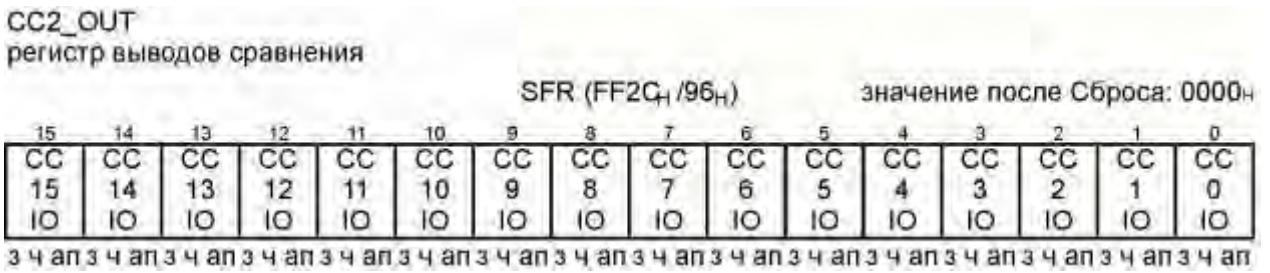 CC2_OUT
регистр выводов сравнения
SFR (FF2CH /96H) значение после Сброса: 0000H
15 14 13 12 11 10 9 8 7 6 5 4 3 2 1 0
CC CC CC CC CC CC CC CC CC CC CC CC CC CC CC CC
15 14 13 12 11 10 9 8 7 6 5 4 3 2 1 0
IO IO IO IO IO IO IO IO IO IO IO IO IO IO IO IO
з ч ап з ч ап з ч ап з ч ап з ч ап з ч ап з ч ап з ч ап з ч ап з ч ап з ч ап з ч ап з ч ап з ч ап з ч ап з ч ап